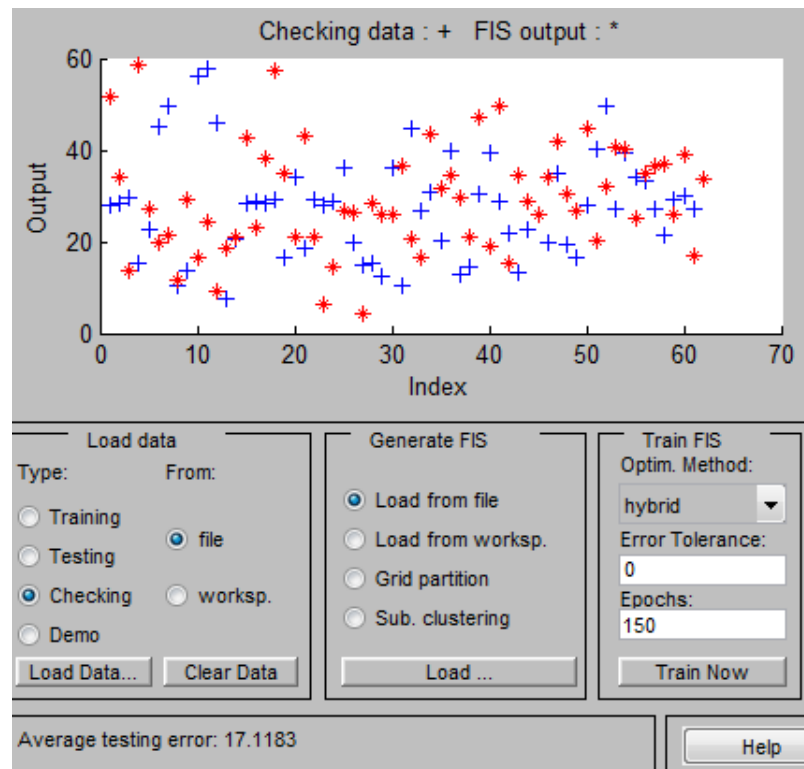 Checking data : + FIS output : *
60
40
20
0
Output
0 10 20 30 40 50 60 70
Index
Load data
Type: From:
Training
Testing
Checking
Demo
file
worksp.
Load Data... Clear Data
Generate FIS
Load from file
Load from worksp.
Grid partition
Sub. clustering
Load ...
Train FIS
Optim. Method:
hybrid
Error Tolerance:
0
Epochs:
150
Train Now
Average testing error: 17.1183
Help